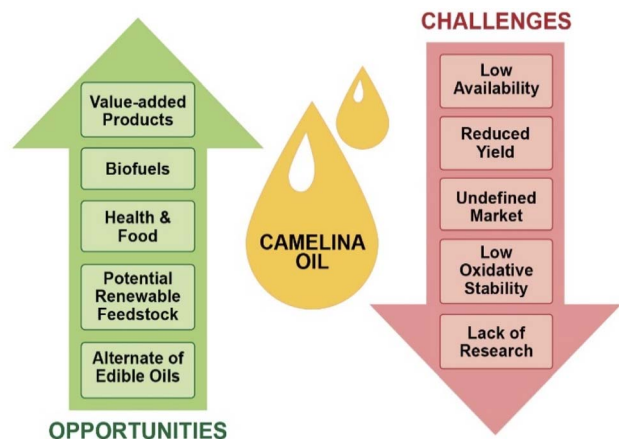 CHALLENGES
Value-added
Products
Biofuels
Health &
Food
Potential
Renewable
Feedstock
Alternate of
Edible Oils
OPPORTUNITIES
CAMELINA
OIL
Low
Availability
Reduced
Yield
Undefined
Market
Low
Oxidative
Stability
Lack of
Research